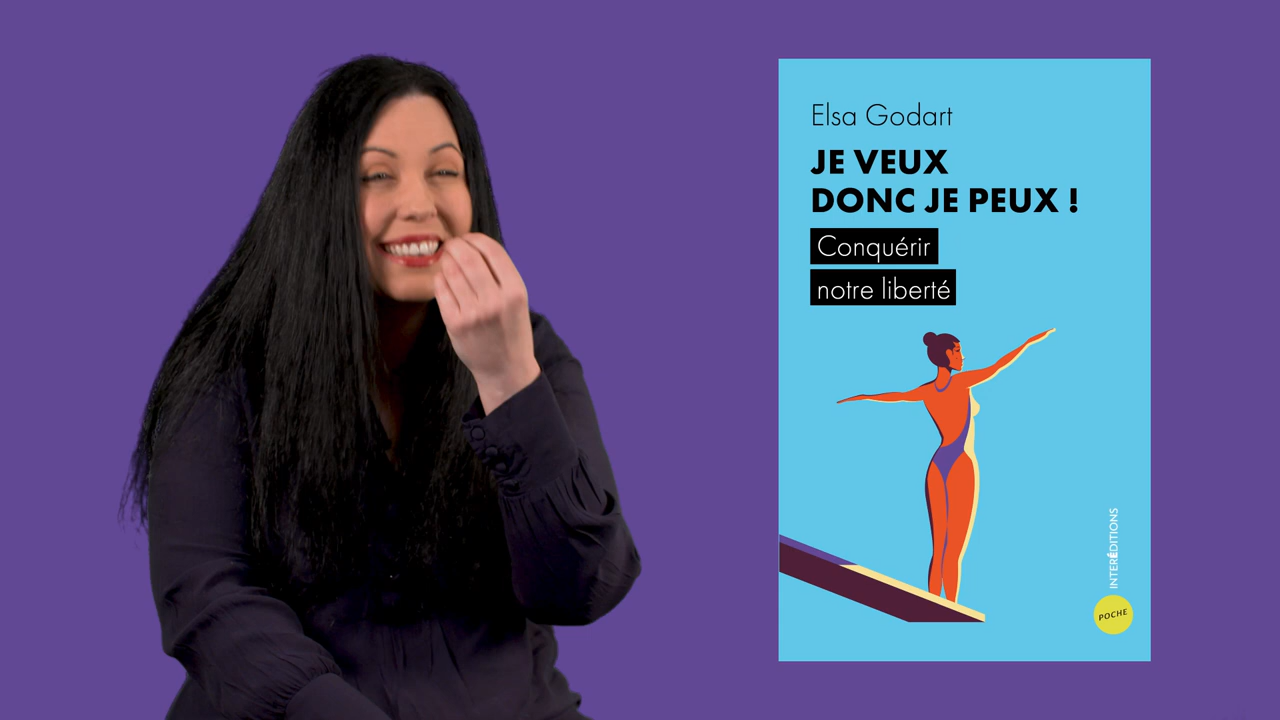 Elsa Godart
JE VEUX
DONC JE PEUX !
Conquérir
notre liberté
INTERÉDITIONS
POCHE